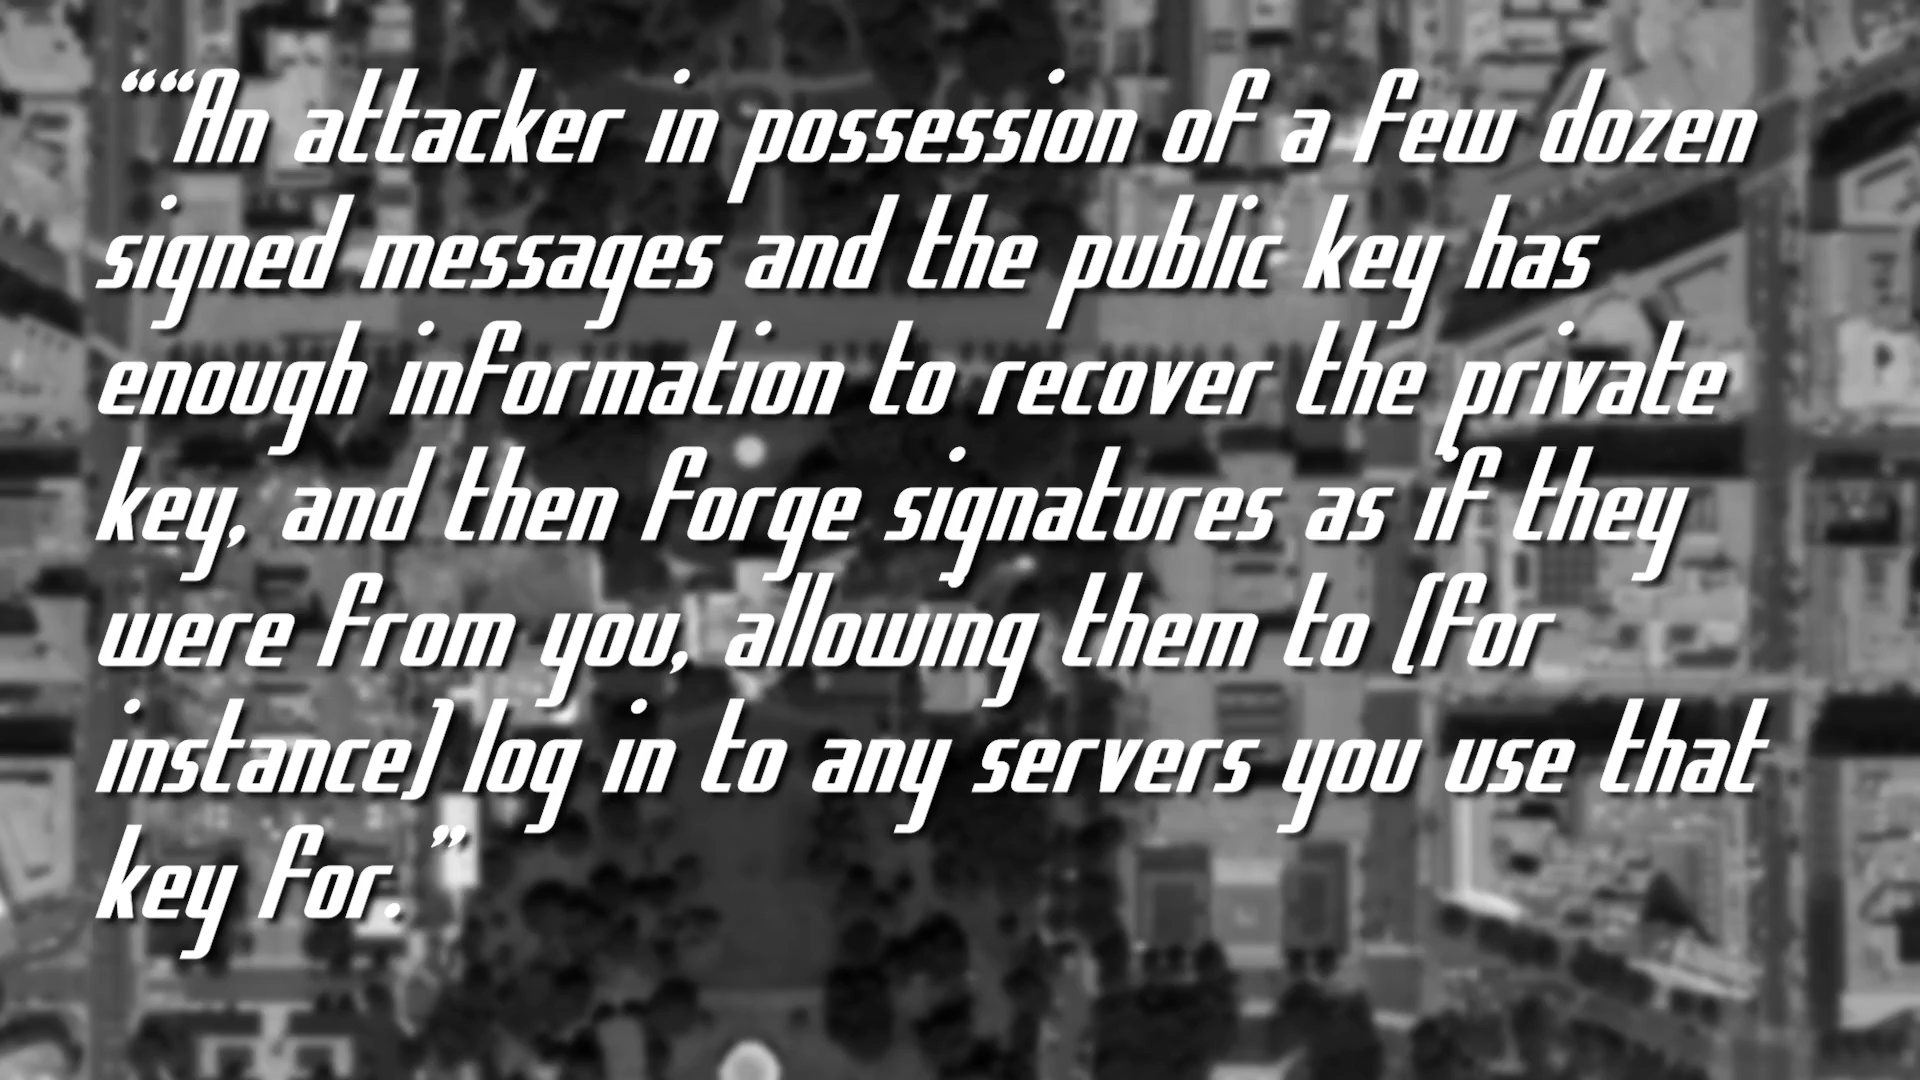 ““An attacker in possession of a few dozen
signed messages and the public key has
enough information to recover the private
key, and then forge signatures as if they
were from you, allowing them to (for
instance) log in to any servers you use that
key for.”